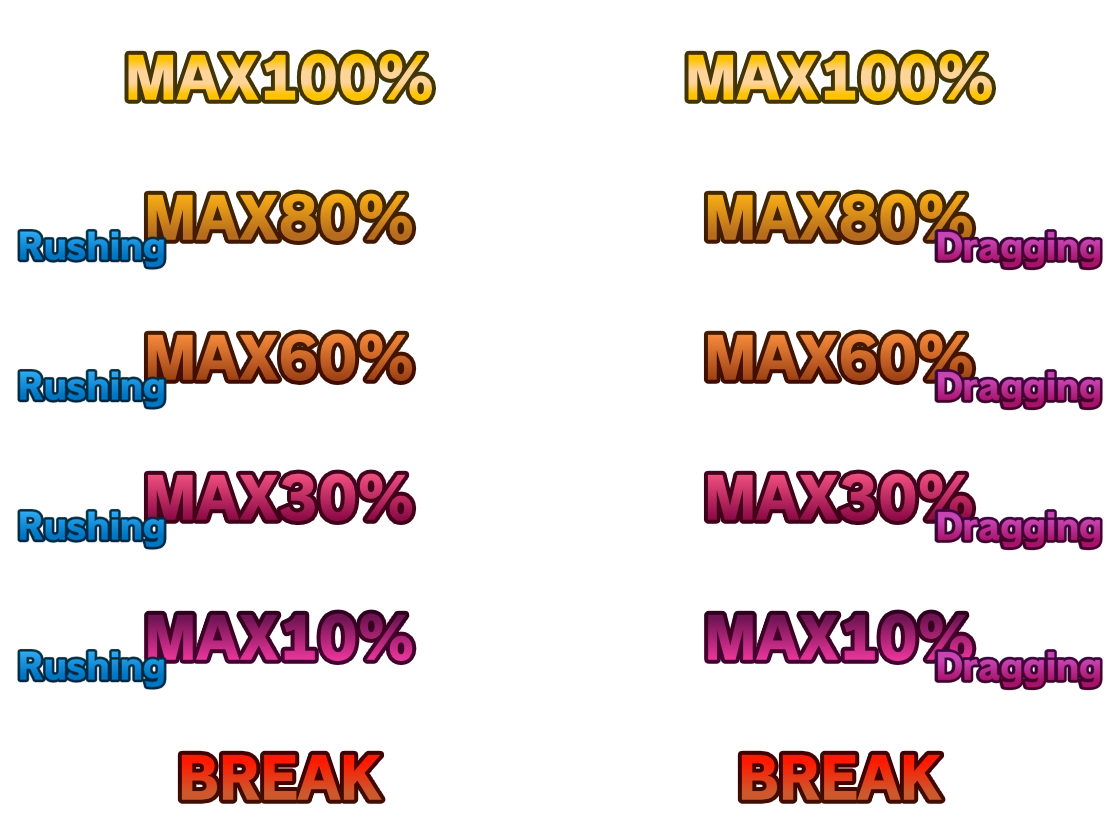 MAX100% MAX100%
MAX80% MAX80%
Rushing Dragging
MAX60% MAX60%
Rushing Dragging
MAX30% MAX30%
Rushing Dragging
MAX10% MAX10%
Rushing Dragging
BREAK BREAK